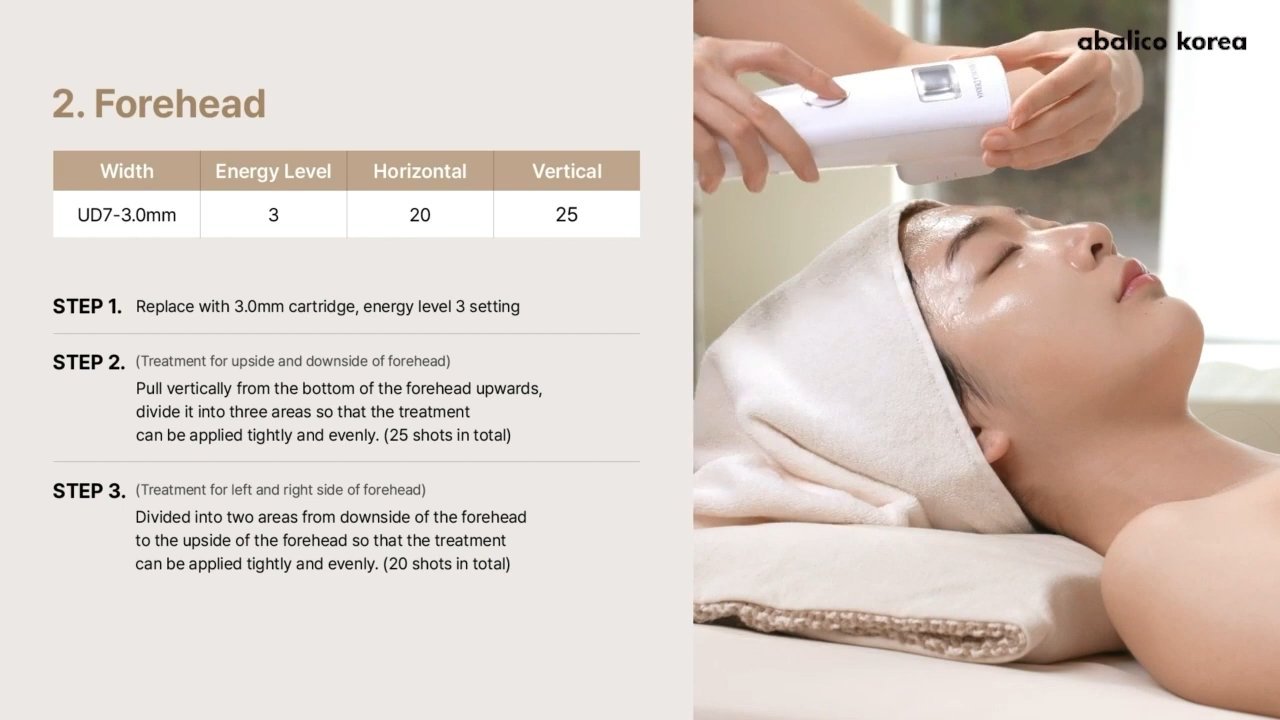 abalico korea
2. Forehead
Width Energy Level Horizontal Vertical
UD7-3.0mm 3 20 25
STEP 1. Replace with 3.0mm cartridge, energy level 3 setting
STEP 2. (Treatment for upside and downside of forehead)
Pull vertically from the bottom of the forehead upwards,
divide it into three areas so that the treatment
can be applied tightly and evenly. (25 shots in total)
STEP 3. (Treatment for left and right side of forehead)
Divided into two areas from downside of the forehead
to the upside of the forehead so that the treatment
can be applied tightly and evenly. (20 shots in total)